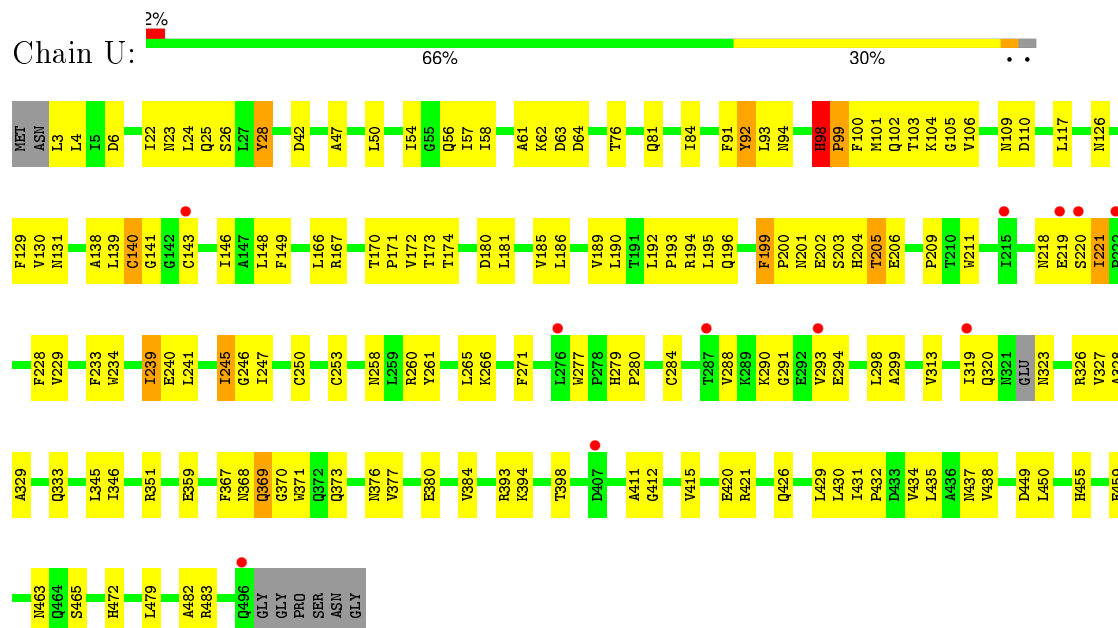 2%
Chain U:
66% 30% • •
MET ASN L3 L4 I5 D6 I22 N23 L24 Q25 S26 L27 Y28 D42 A47 L50 I54 G55 Q56 I57 I58 A61 K62 D63 D64 T76 Q81 I84 F91 Y92 L93 N94 H98 P99 F100 M101 Q102 T103 K104 G105 V106 N109 D110 L117 N126
F129 V130 N131 A138 L139 C140 G141 G142 C143 I146 A147 L148 F149 L166 R167 T170 P171 V172 T173 T174 D180 L181 V185 L186 V189 L190 T191 L192 P193 R194 L195 Q196 F199 P200 N201 E202 S203 H204 T205 E206 P209 T210 W211 I215 N218 E219 S220 I221
F228 V229 F233 W234 I239 E240 L241 I245 G246 I247 C250 C253 N258 L259 R260 Y261 L265 K266 F271 L276 W277 P278 H279 P280 C284 T287 V288 K289 K290 G291 E292 V293 E294 L298 A299 V313 I319 Q320 N321 GLU N323 R326 V327 A328
A329 Q333 L345 I346 R351 E359 F367 N368 Q369 G370 W371 Q372 Q373 N376 V377 E380 V384 R393 K394 T398 D407 A411 G412 V415 E420 R421 Q426 L429 L430 I431 P432 D433 V434 L435 A436 N437 V438 D449 L450 H455
N463 Q464 S465 H472 L479 A482 R483 Q496 GLY GLY PRO SER ASN GLY